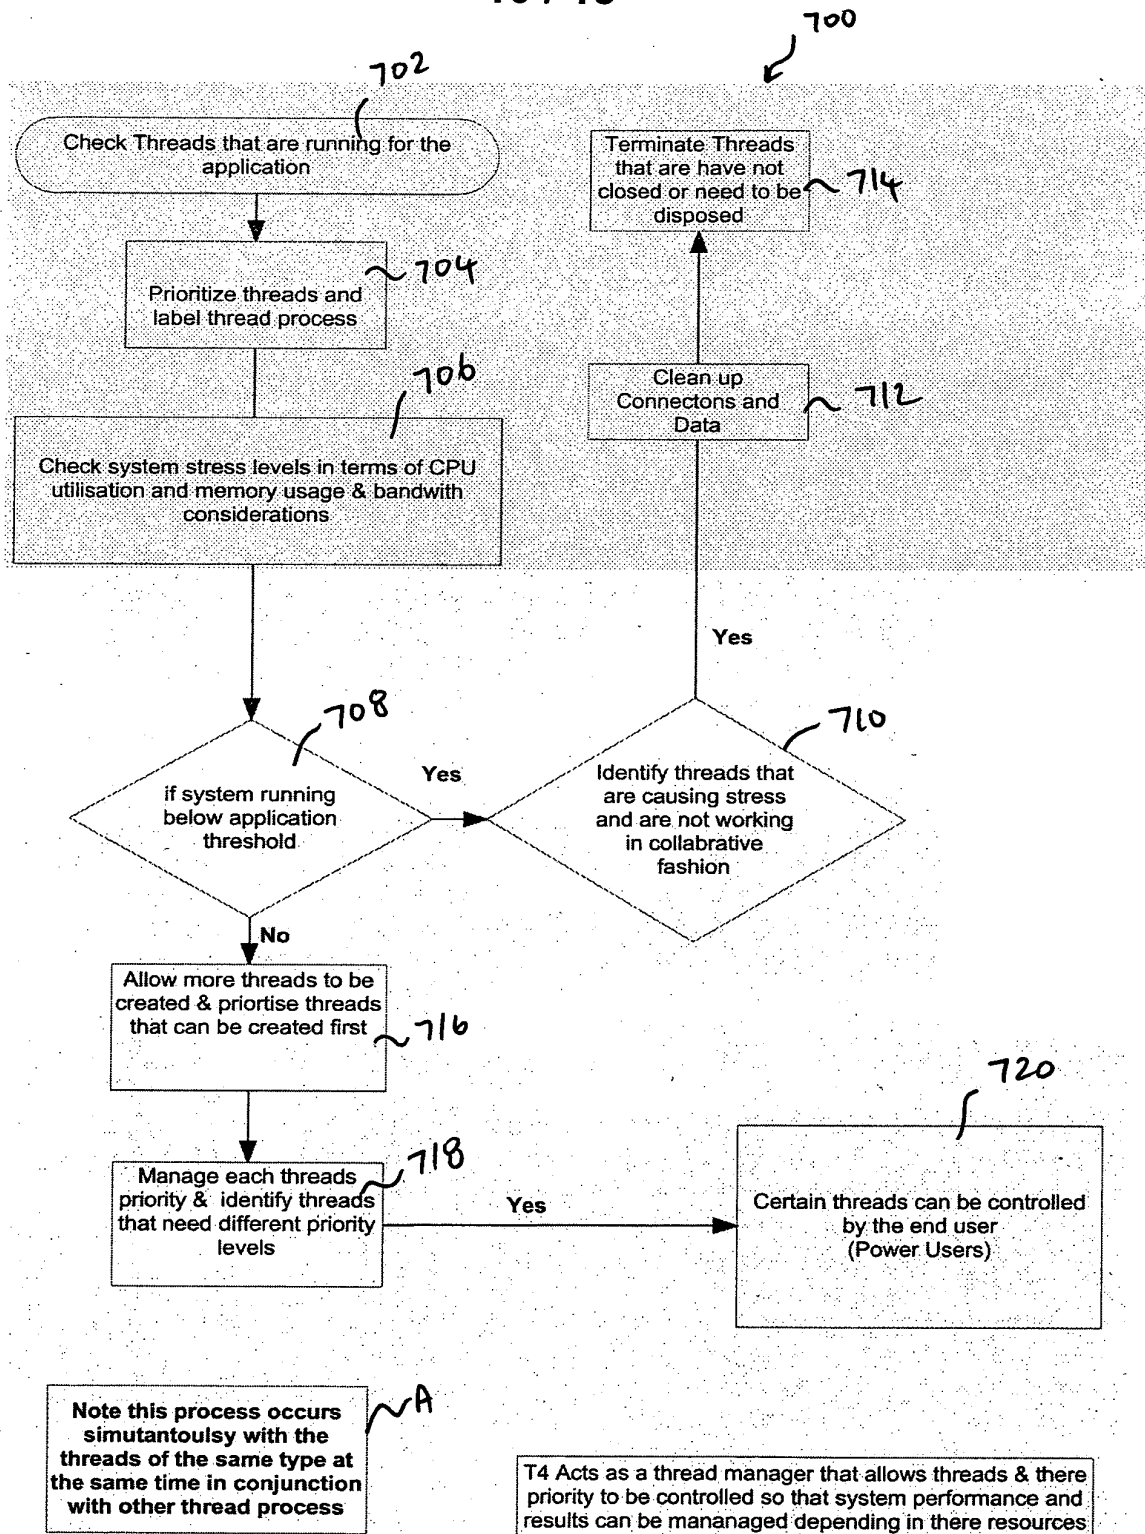 700
702
Check Threads that are running for the
application
Terminate Threads
that are have not
closed or need to be
disposed
714
704
Prioritize threads and
label thread process
706
Clean up
Connectons and
Data
712
Check system stress levels in terms of CPU
utilisation and memory usage & bandwith
considerations
Yes
708
710
if system running
below application
threshold
Yes
Identify threads that
are causing stress
and are not working
in collabrative
fashion
No
Allow more threads to be
created & priortise threads
that can be created first
716
720
Manage each threads
priority & identify threads
that need different priority
levels
718
Yes
Certain threads can be controlled
by the end user
(Power Users)
A
Note this process occurs
simutantoulsy with the
threads of the same type at
the same time in conjunction
with other thread process
T4 Acts as a thread manager that allows threads & there
priority to be controlled so that system performance and
results can be mananaged depending in there resources